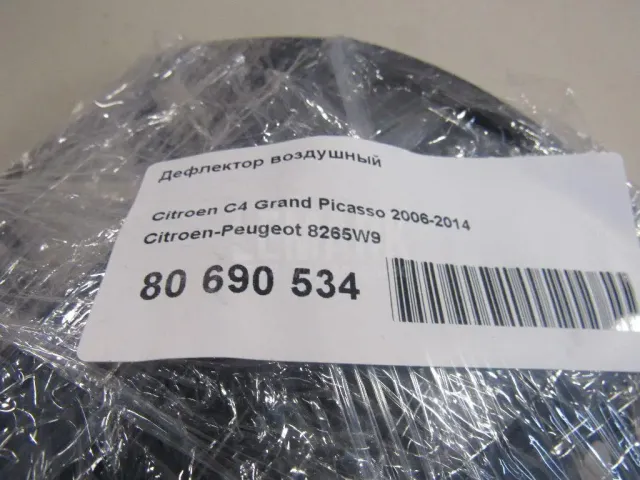 Дефлектор воздушный
Citroen C4 Grand Picasso 2006-2014
Citroen-Peugeot 8265W9
80 690 534